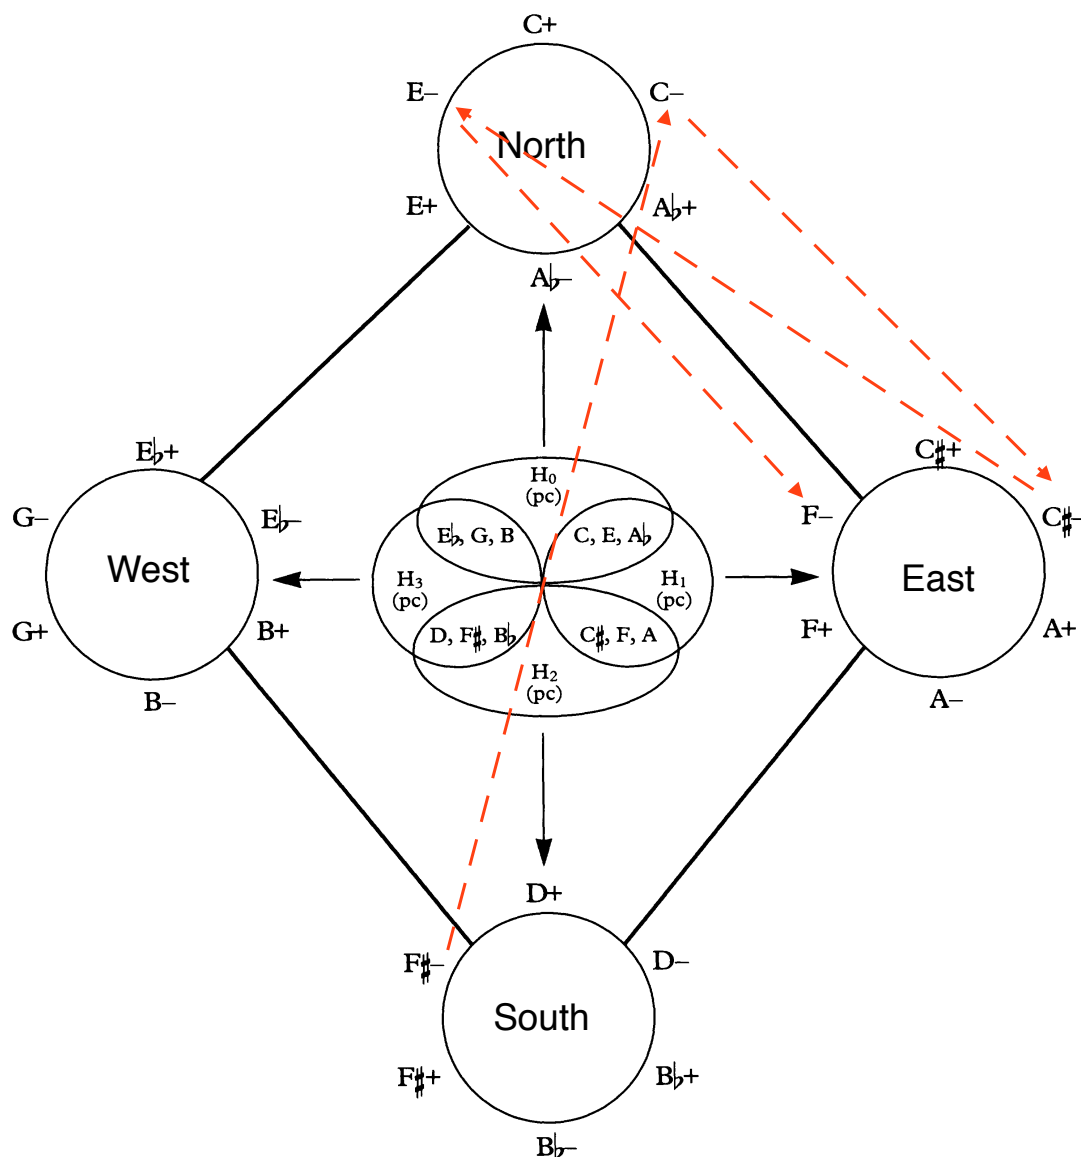 C+
E– C–
North
E+ A♭+
A♭–
E♭+ C♯+
H₀
(pc)
G– E♭– F– C♯–
E♭, G, B C, E, A♭
West East
H₃
(pc)
H₁
(pc)
G+ B+ F+ A+
D, F♯, B♭ C♯, F, A
H₂
(pc)
B– A–
D+
F♯– D–
South
F♯+ B♭+
B♭–